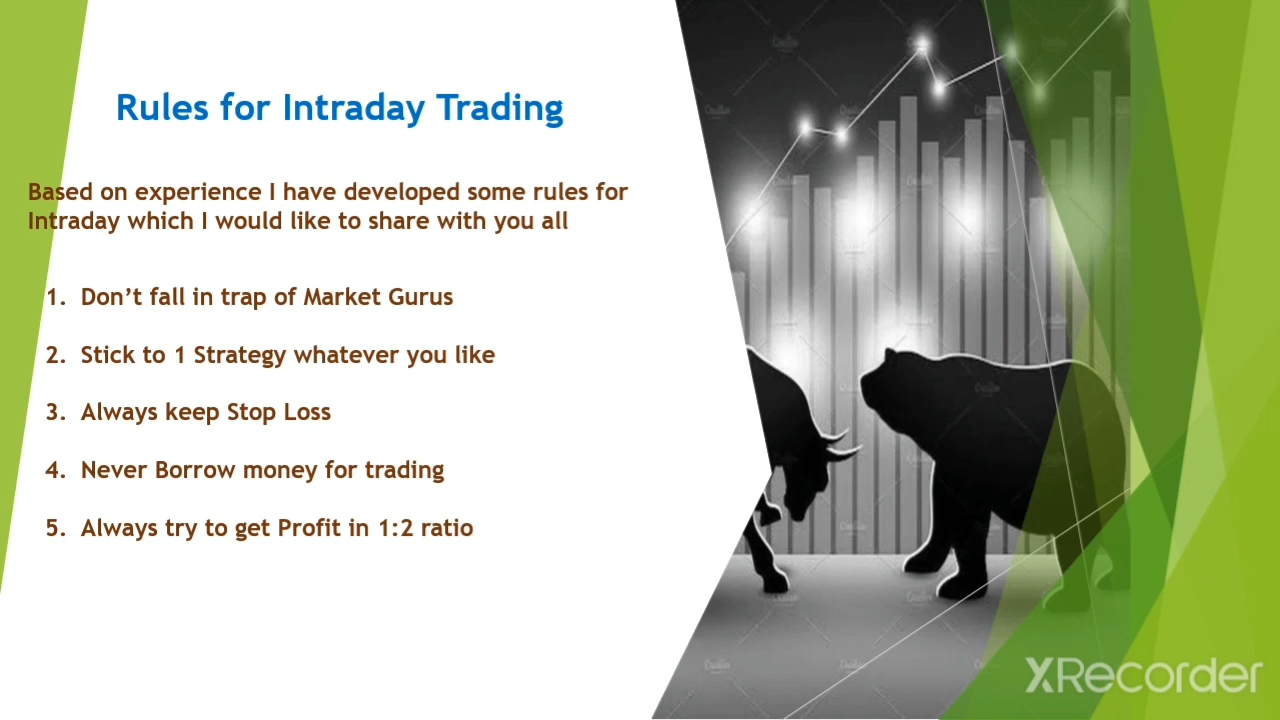 Rules for Intraday Trading
Based on experience I have developed some rules for
Intraday which I would like to share with you all
1. Don’t fall in trap of Market Gurus
2. Stick to 1 Strategy whatever you like
3. Always keep Stop Loss
4. Never Borrow money for trading
5. Always try to get Profit in 1:2 ratio
XRecorder